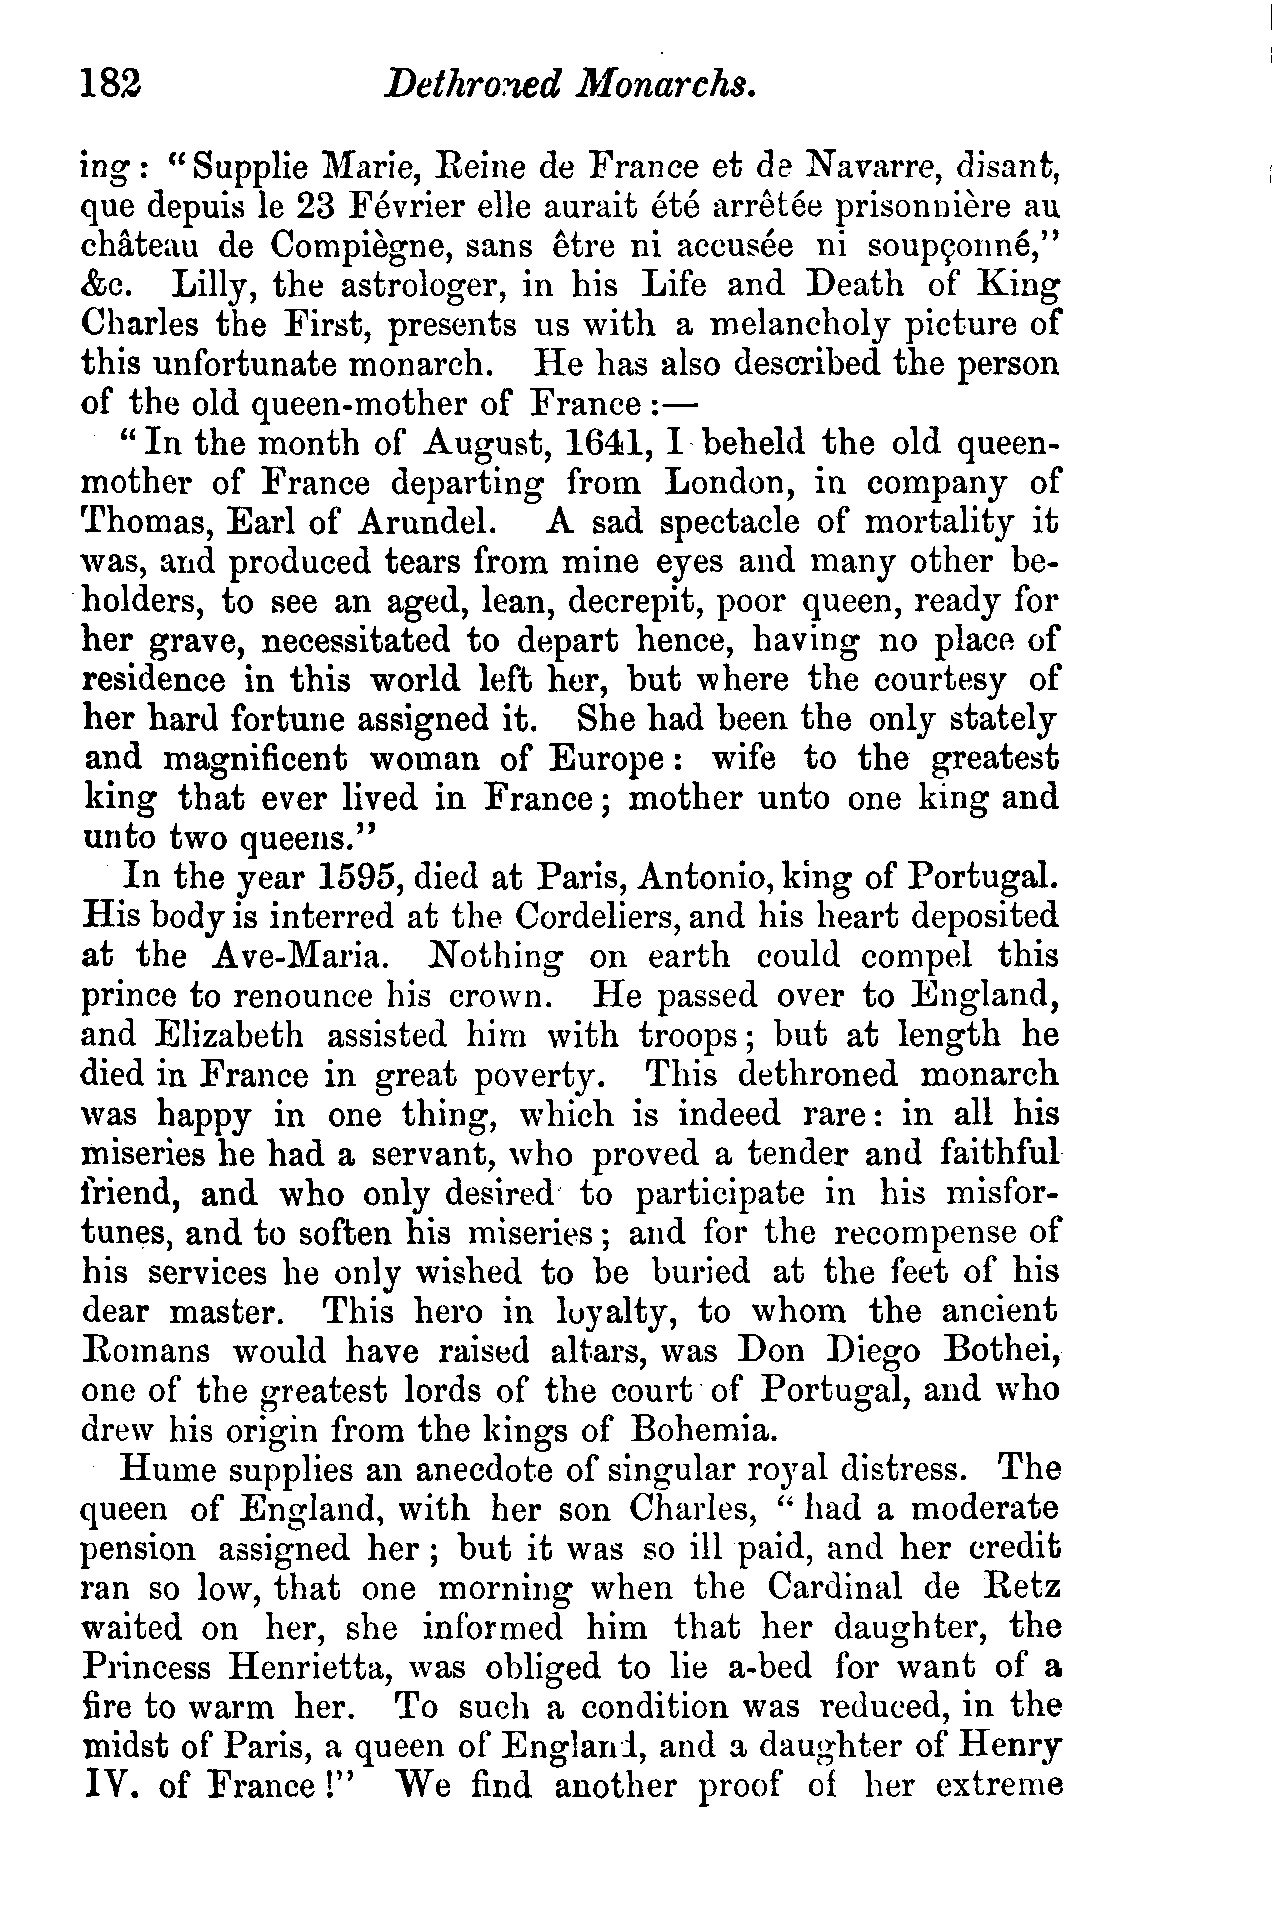 182 Dethroned Monarchs.
ing: "Supplie Marie, Reine de France et de Navarre, disant,
que depuis le 23 Février elle aurait été arrêtée prisonnière au
château de Compiègne, sans être ni accusée ni soupçonné,"
&c. Lilly, the astrologer, in his Life and Death of King
Charles the First, presents us with a melancholy picture of
this unfortunate monarch. He has also described the person
of the old queen-mother of France:—
"In the month of August, 1641, I beheld the old queen-
mother of France departing from London, in company of
Thomas, Earl of Arundel. A sad spectacle of mortality it
was, and produced tears from mine eyes and many other be-
holders, to see an aged, lean, decrepit, poor queen, ready for
her grave, necessitated to depart hence, having no place of
residence in this world left her, but where the courtesy of
her hard fortune assigned it. She had been the only stately
and magnificent woman of Europe: wife to the greatest
king that ever lived in France; mother unto one king and
unto two queens."
In the year 1595, died at Paris, Antonio, king of Portugal.
His body is interred at the Cordeliers, and his heart deposited
at the Ave-Maria. Nothing on earth could compel this
prince to renounce his crown. He passed over to England,
and Elizabeth assisted him with troops; but at length he
died in France in great poverty. This dethroned monarch
was happy in one thing, which is indeed rare: in all his
miseries he had a servant, who proved a tender and faithful
friend, and who only desired to participate in his misfor-
tunes, and to soften his miseries; and for the recompense of
his services he only wished to be buried at the feet of his
dear master. This hero in loyalty, to whom the ancient
Romans would have raised altars, was Don Diego Bothei,
one of the greatest lords of the court of Portugal, and who
drew his origin from the kings of Bohemia.
Hume supplies an anecdote of singular royal distress. The
queen of England, with her son Charles, "had a moderate
pension assigned her; but it was so ill paid, and her credit
ran so low, that one morning when the Cardinal de Retz
waited on her, she informed him that her daughter, the
Princess Henrietta, was obliged to lie a-bed for want of a
fire to warm her. To such a condition was reduced, in the
midst of Paris, a queen of England, and a daughter of Henry
IV. of France!" We find another proof of her extreme